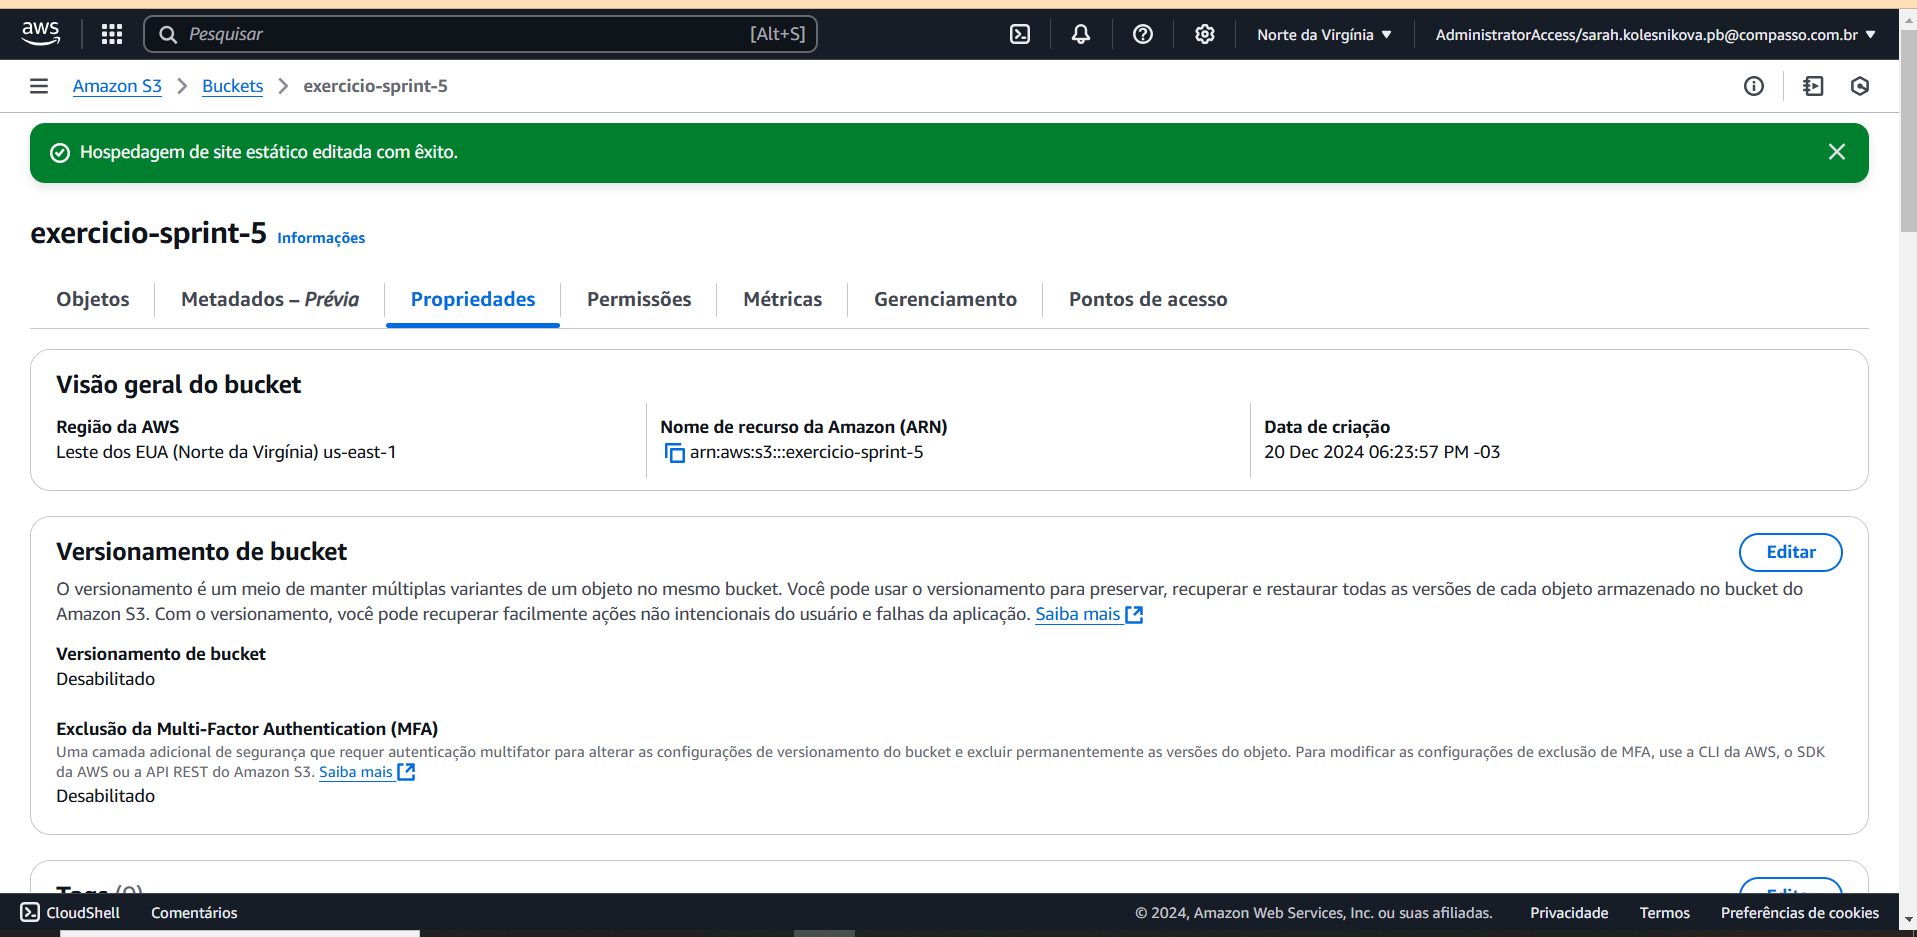 aws
Pesquisar [Alt+S] Norte da Virgínia AdministratorAccess/sarah.kolesnikova.pb@compasso.com.br
Amazon S3 Buckets exercicio-sprint-5
Hospedagem de site estático editada com êxito.
exercicio-sprint-5 Informações
Objetos Metadados – Prévia Propriedades Permissões Métricas Gerenciamento Pontos de acesso
Visão geral do bucket
Região da AWS Nome de recurso da Amazon (ARN) Data de criação
Leste dos EUA (Norte da Virgínia) us-east-1 arn:aws:s3:::exercicio-sprint-5 20 Dec 2024 06:23:57 PM -03
Versionamento de bucket Editar
O versionamento é um meio de manter múltiplas variantes de um objeto no mesmo bucket. Você pode usar o versionamento para preservar, recuperar e restaurar todas as versões de cada objeto armazenado no bucket do
Amazon S3. Com o versionamento, você pode recuperar facilmente ações não intencionais do usuário e falhas da aplicação. Saiba mais
Versionamento de bucket
Desabilitado
Exclusão da Multi-Factor Authentication (MFA)
Uma camada adicional de segurança que requer autenticação multifator para alterar as configurações de versionamento do bucket e excluir permanentemente as versões do objeto. Para modificar as configurações de exclusão de MFA, use a CLI da AWS, o SDK
da AWS ou a API REST do Amazon S3. Saiba mais
Desabilitado
Tags (0) Editar
CloudShell Comentários © 2024, Amazon Web Services, Inc. ou suas afiliadas. Privacidade Termos Preferências de cookies